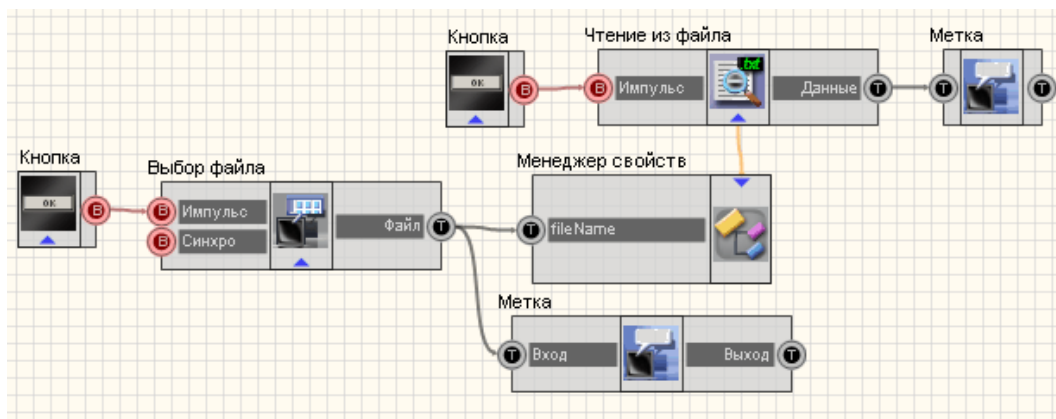 Кнопка
Чтение из файла
Метка
OK
txt
B
B
Импульс
Данные
T
T
T
Кнопка
Выбор файла
Менеджер свойств
OK
B
B
Импульс
Файл
T
T
fileName
B
Синхро
Метка
T
Вход
Выход
T